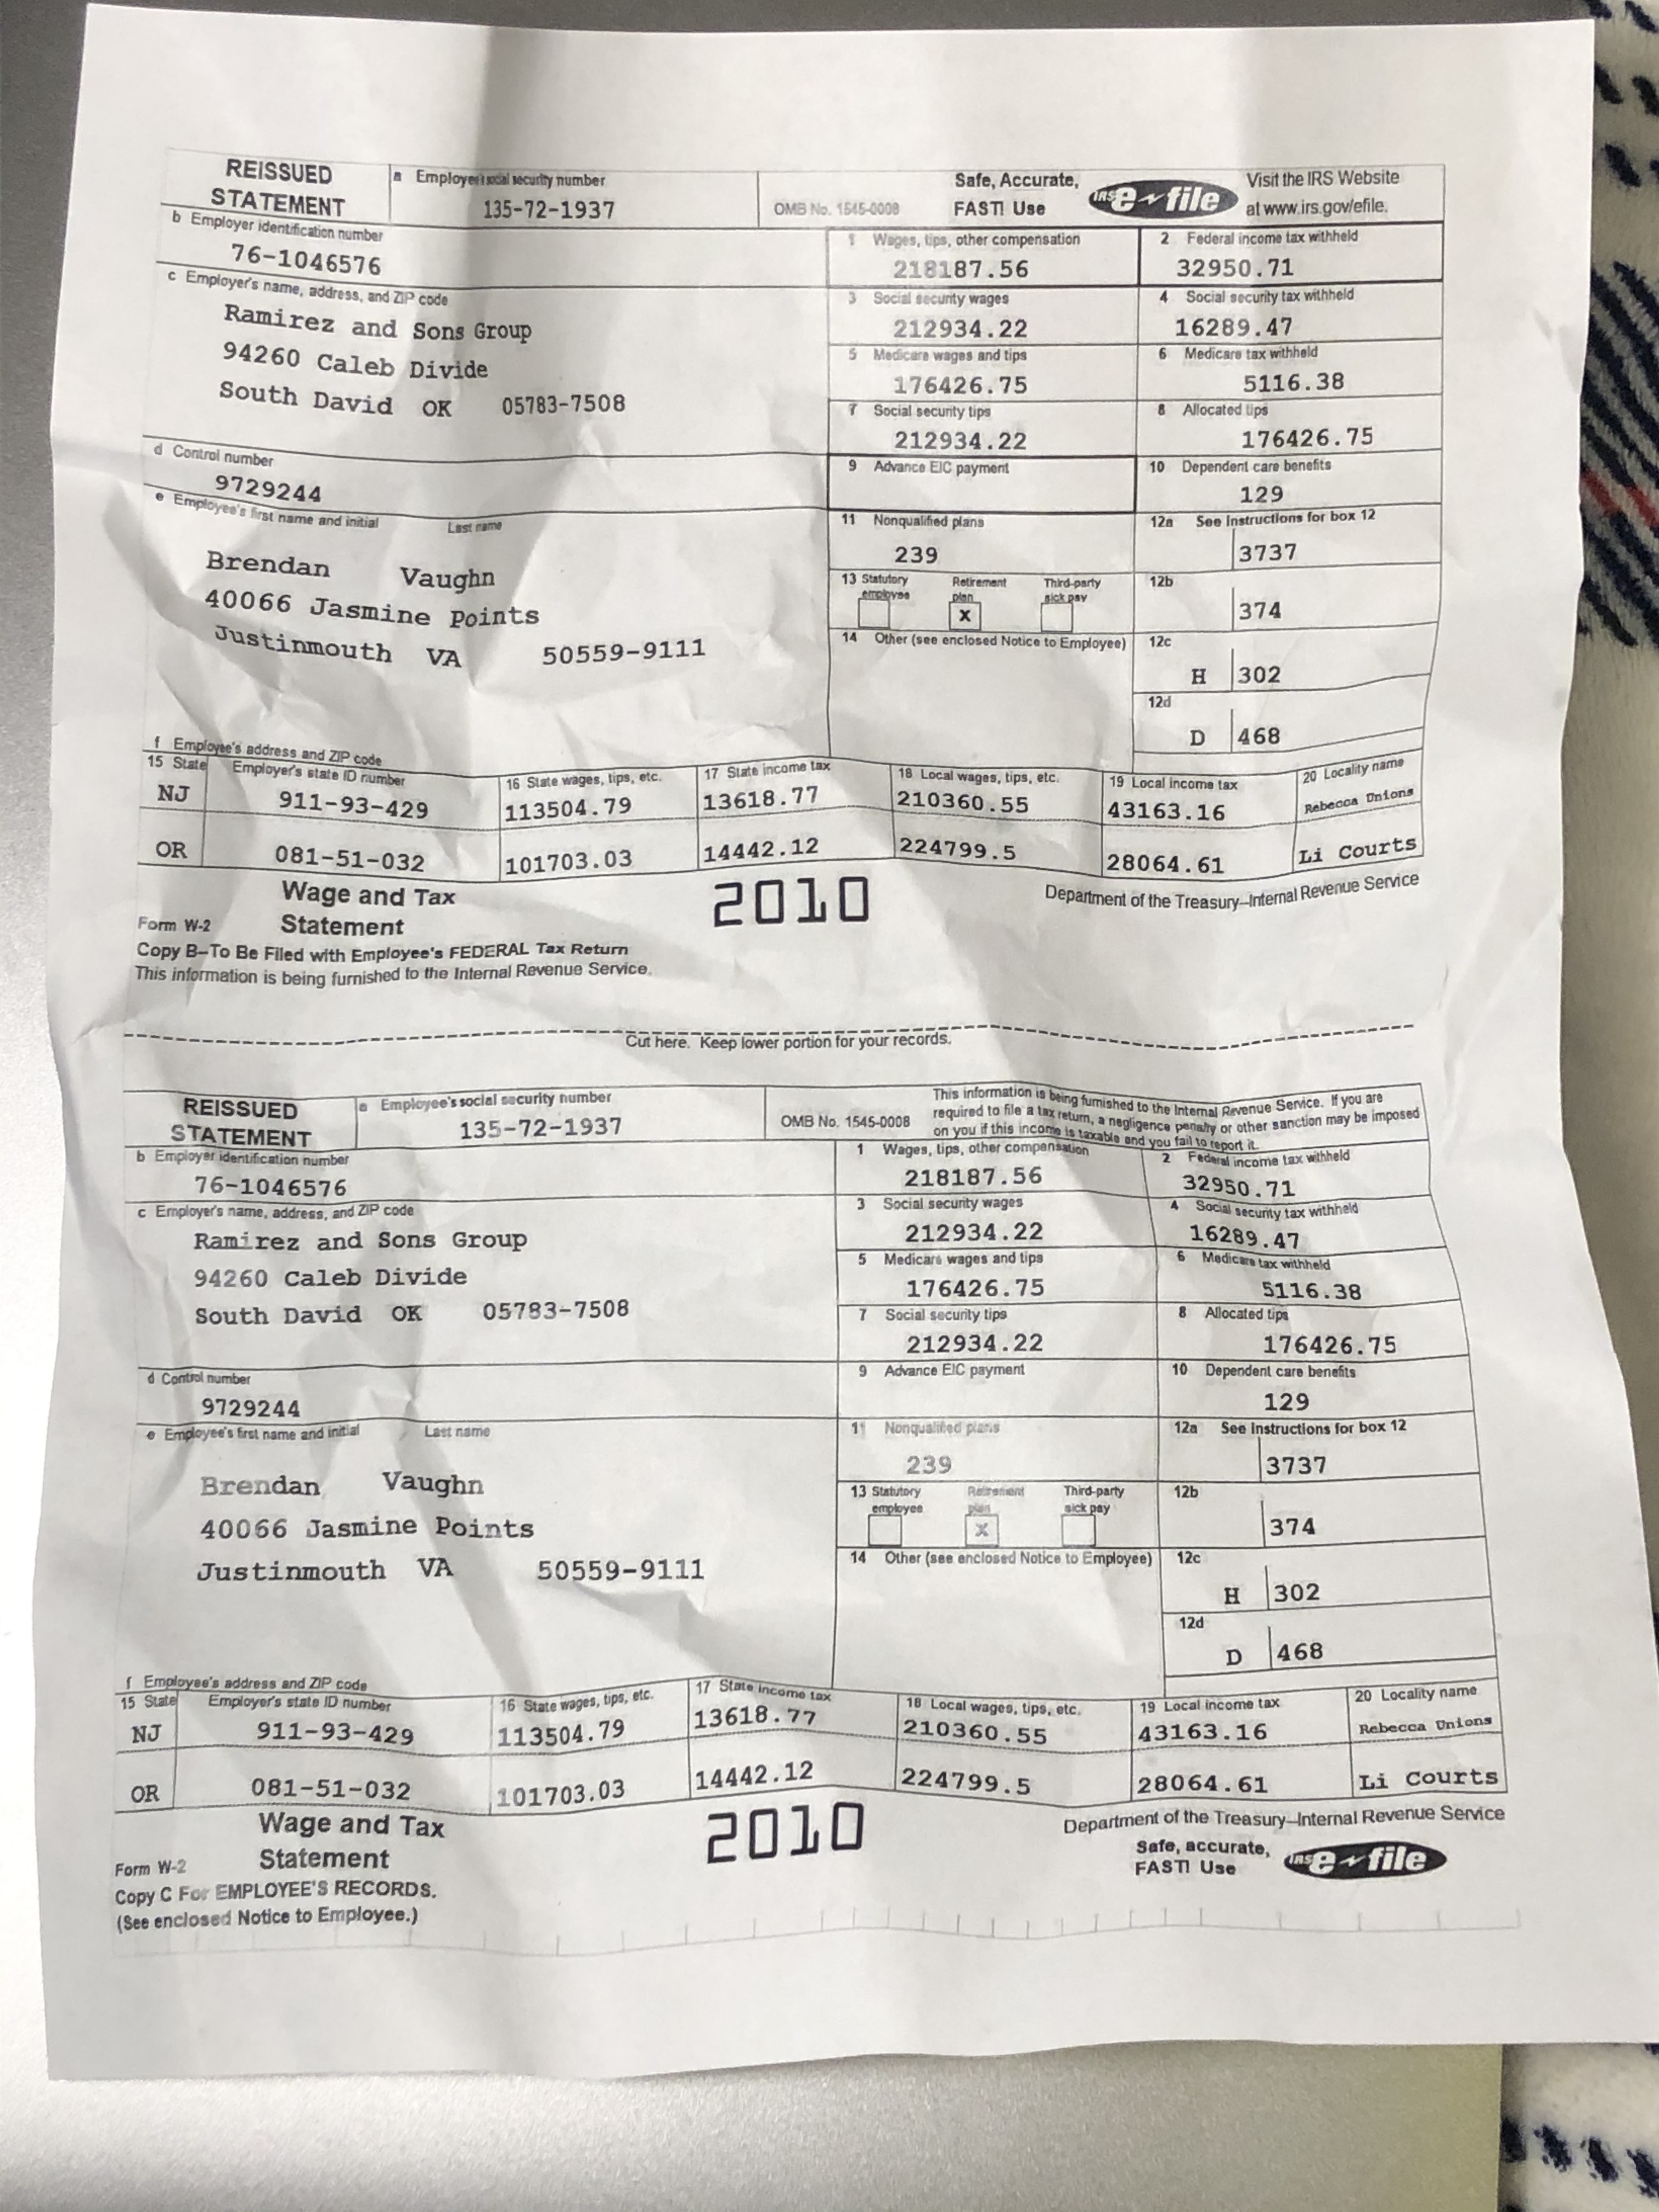 REISSUED
STATEMENT
a Employee's social security number
135-72-1937
OMB No. 1545-0008
Safe, Accurate,
FAST! Use
IRS e-file
Visit the IRS Website
at www.irs.gov/efile.
b Employer identification number
76-1046576
1 Wages, tips, other compensation
218187.56
2 Federal income tax withheld
32950.71
c Employer's name, address, and ZIP code
Ramirez and Sons Group
94260 Caleb Divide
South David OK 05783-7508
3 Social security wages
212934.22
4 Social security tax withheld
16289.47
5 Medicare wages and tips
176426.75
6 Medicare tax withheld
5116.38
7 Social security tips
212934.22
8 Allocated tips
176426.75
d Control number
9729244
9 Advance EIC payment
10 Dependent care benefits
129
e Employee's first name and initial Last name
Brendan Vaughn
40066 Jasmine Points
Justinmouth VA 50559-9111
11 Nonqualified plans
239
12a See Instructions for box 12
3737
13 Statutory employee
Retirement plan
X
Third-party sick pay
12b
374
14 Other (see enclosed Notice to Employee)
12c
H 302
12d
D 468
f Employee's address and ZIP code
15 State Employer's state ID number 16 State wages, tips, etc. 17 State income tax 18 Local wages, tips, etc. 19 Local income tax 20 Locality name
NJ 911-93-429 113504.79 13618.77 210360.55 43163.16 Rebecca Unions
OR 081-51-032 101703.03 14442.12 224799.5 28064.61 Li Courts
Wage and Tax
Form W-2 Statement
2010
Department of the Treasury–Internal Revenue Service
Copy B–To Be Filed with Employee's FEDERAL Tax Return
This information is being furnished to the Internal Revenue Service.
Cut here. Keep lower portion for your records.
REISSUED
STATEMENT
a Employee's social security number
135-72-1937
OMB No. 1545-0008
This information is being furnished to the Internal Revenue Service. If you are
required to file a tax return, a negligence penalty or other sanction may be imposed
on you if this income is taxable and you fail to report it.
b Employer identification number
76-1046576
1 Wages, tips, other compensation
218187.56
2 Federal income tax withheld
32950.71
c Employer's name, address, and ZIP code
Ramirez and Sons Group
94260 Caleb Divide
South David OK 05783-7508
3 Social security wages
212934.22
4 Social security tax withheld
16289.47
5 Medicare wages and tips
176426.75
6 Medicare tax withheld
5116.38
7 Social security tips
212934.22
8 Allocated tips
176426.75
d Control number
9729244
9 Advance EIC payment
10 Dependent care benefits
129
e Employee's first name and initial Last name
Brendan Vaughn
40066 Jasmine Points
Justinmouth VA 50559-9111
11 Nonqualified plans
239
12a See Instructions for box 12
3737
13 Statutory employee
Retirement plan
X
Third-party sick pay
12b
374
14 Other (see enclosed Notice to Employee)
12c
H 302
12d
D 468
f Employee's address and ZIP code
15 State Employer's state ID number 16 State wages, tips, etc. 17 State income tax 18 Local wages, tips, etc. 19 Local income tax 20 Locality name
NJ 911-93-429 113504.79 13618.77 210360.55 43163.16 Rebecca Unions
OR 081-51-032 101703.03 14442.12 224799.5 28064.61 Li Courts
Wage and Tax
Form W-2 Statement
2010
Department of the Treasury–Internal Revenue Service
Safe, accurate,
FAST! Use
IRS e-file
Copy C For EMPLOYEE'S RECORDS.
(See enclosed Notice to Employee.)